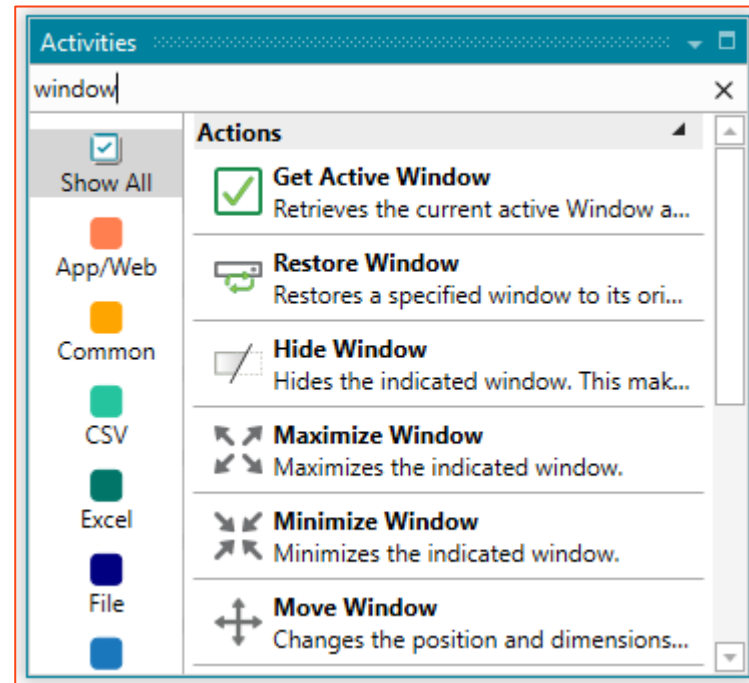 Activities
window
Show All
App/Web
Common
CSV
Excel
File
Actions
Get Active Window
Retrieves the current active Window a...
Restore Window
Restores a specified window to its ori...
Hide Window
Hides the indicated window. This mak...
Maximize Window
Maximizes the indicated window.
Minimize Window
Minimizes the indicated window.
Move Window
Changes the position and dimensions...